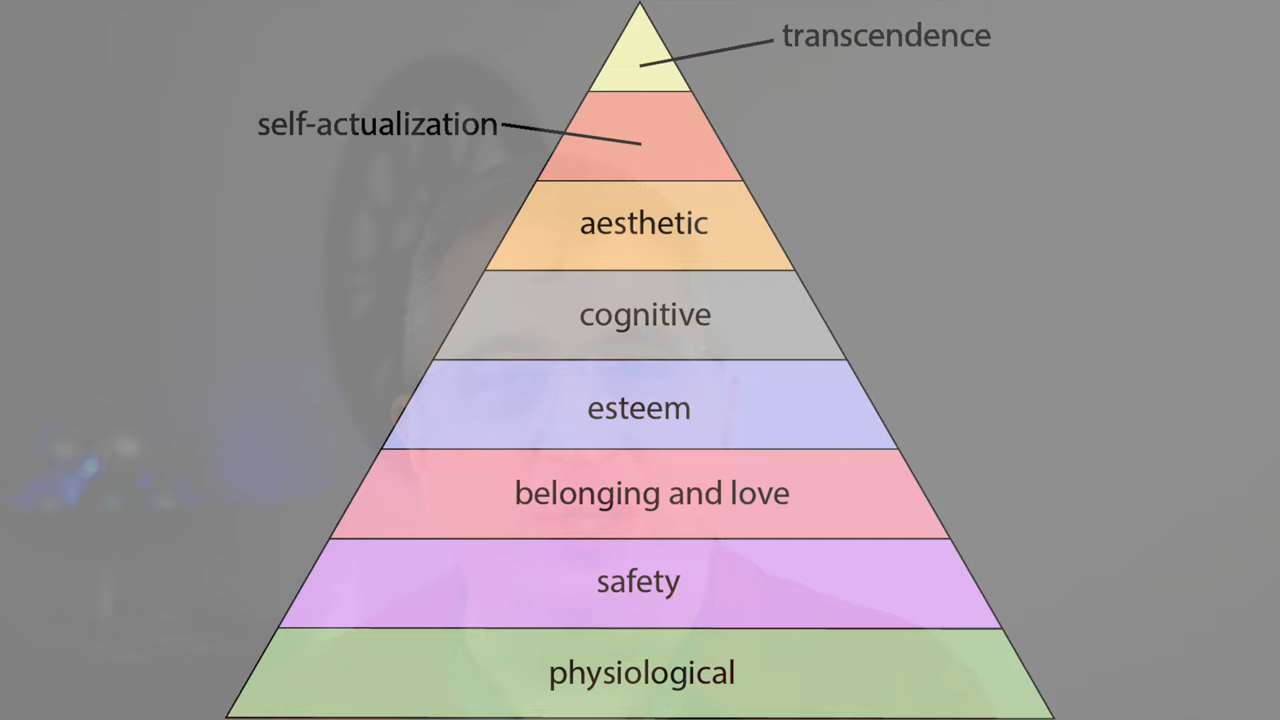 transcendence
self-actualization
aesthetic
cognitive
esteem
belonging and love
safety
physiological